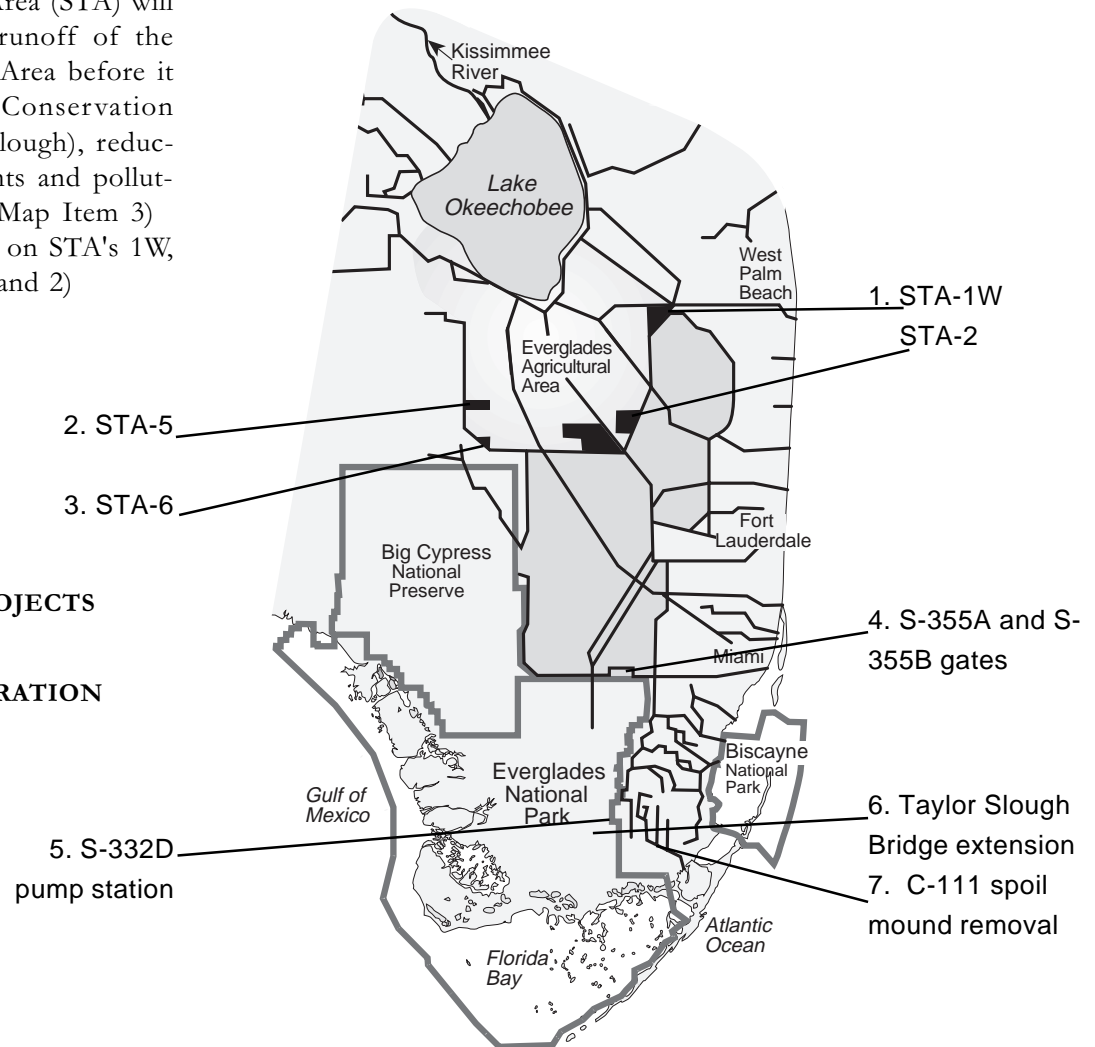 Area (STA) will
runoff of the
Area before it
Conservation
lough), reduc-
nts and pollut-
Map Item 3)
on STA's 1W,
and 2)
OJECTS
RATION
Kissimmee
River
Lake
Okeechobee
West
Palm
Beach
1. STA-1W
STA-2
Everglades
Agricultural
Area
2. STA-5
3. STA-6
Fort
Lauderdale
Big Cypress
National
Preserve
4. S-355A and S-
355B gates
Miami
Biscayne
National
Park
Everglades
National
Park
Gulf of
Mexico
5. S-332D
pump station
6. Taylor Slough
Bridge extension
7. C-111 spoil
mound removal
Atlantic
Ocean
Florida
Bay